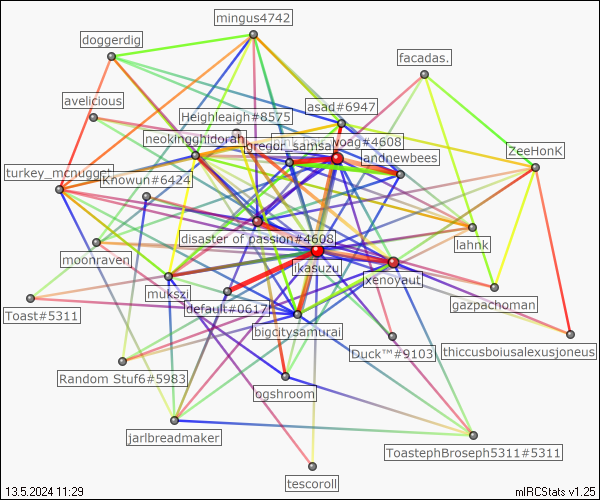 mingus4742
doggerdig
facadas.
avelicious
asad#6947
Heighleaigh#8575
neokingghidorah
gregor_samsa
voag#4608
andnewbees
ZeeHonK
turkey_mcnugget
Knowun#6424
disaster of passion#4608
lahnk
moonraven
ikasuzu
xenoyaut
mukszi
gazpachoman
Toast#5311
default#0617
bigcitysamurai
Duck™#9103
thiccusboiusalexusjoneus
Random Stuf6#5983
ogshroom
jarlbreadmaker
ToastephBroseph5311#5311
tescoroll
13.5.2024 11:29
mIRCStats v1.25